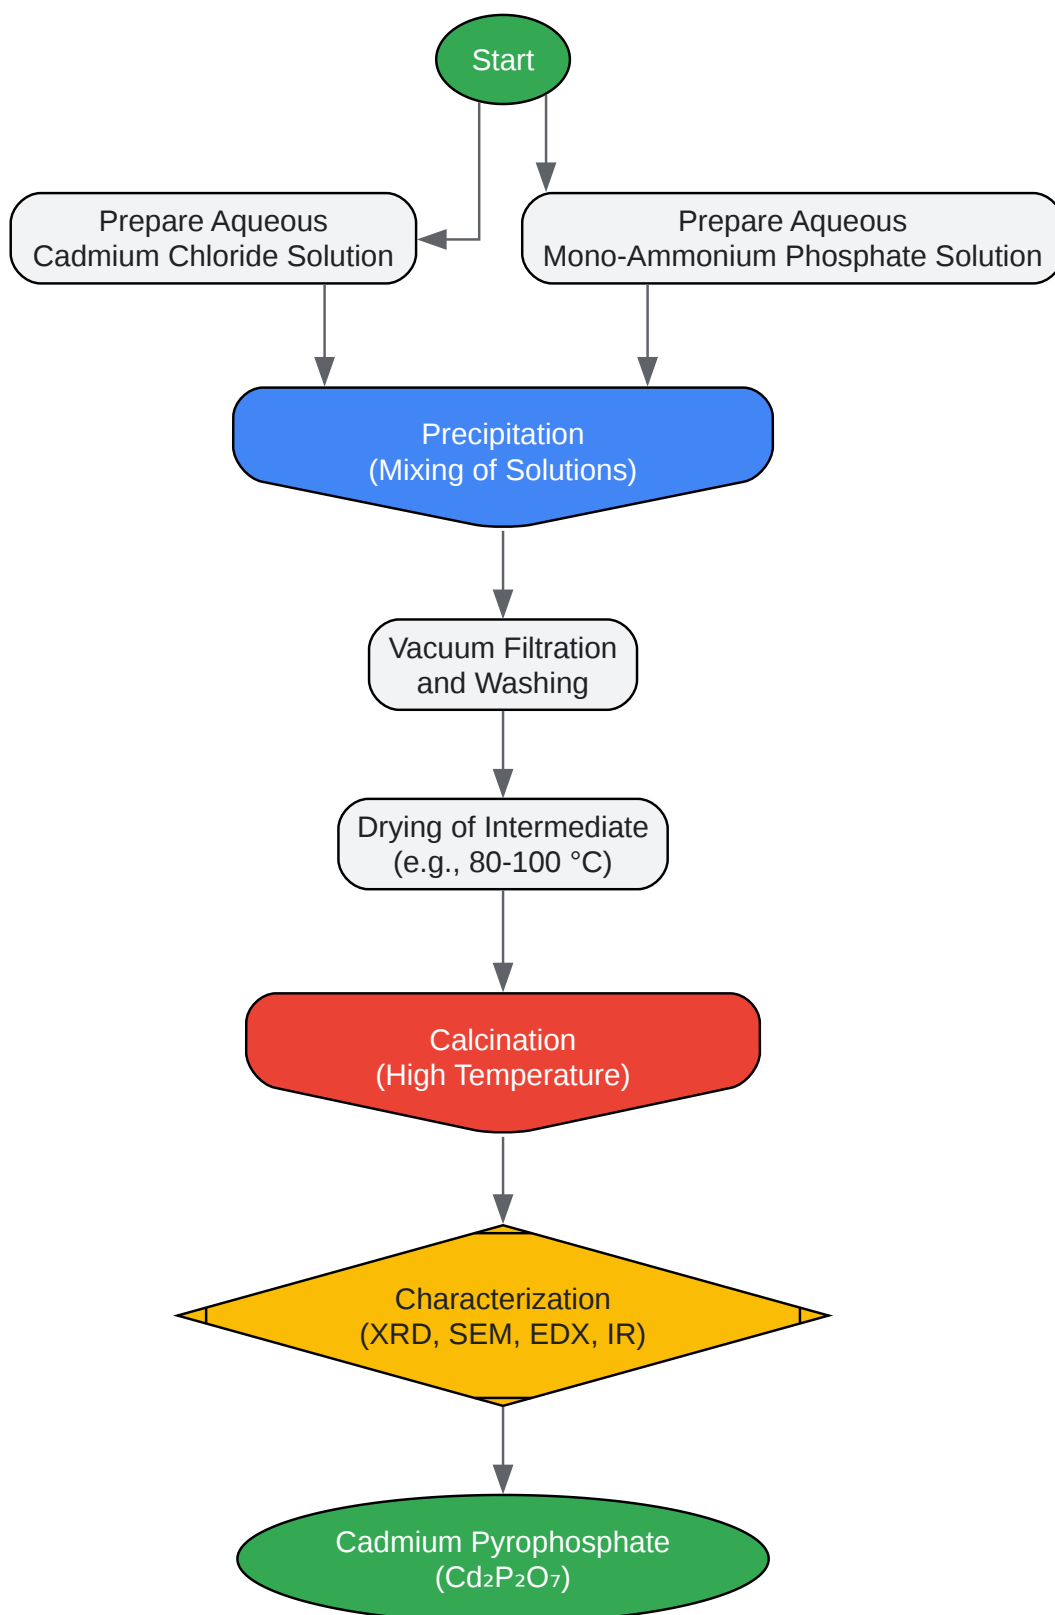 Start
Prepare Aqueous
Cadmium Chloride Solution
Prepare Aqueous
Mono-Ammonium Phosphate Solution
Precipitation
(Mixing of Solutions)
Vacuum Filtration
and Washing
Drying of Intermediate
(e.g., 80-100 °C)
Calcination
(High Temperature)
Characterization
(XRD, SEM, EDX, IR)
Cadmium Pyrophosphate
(Cd₂P₂O₇)